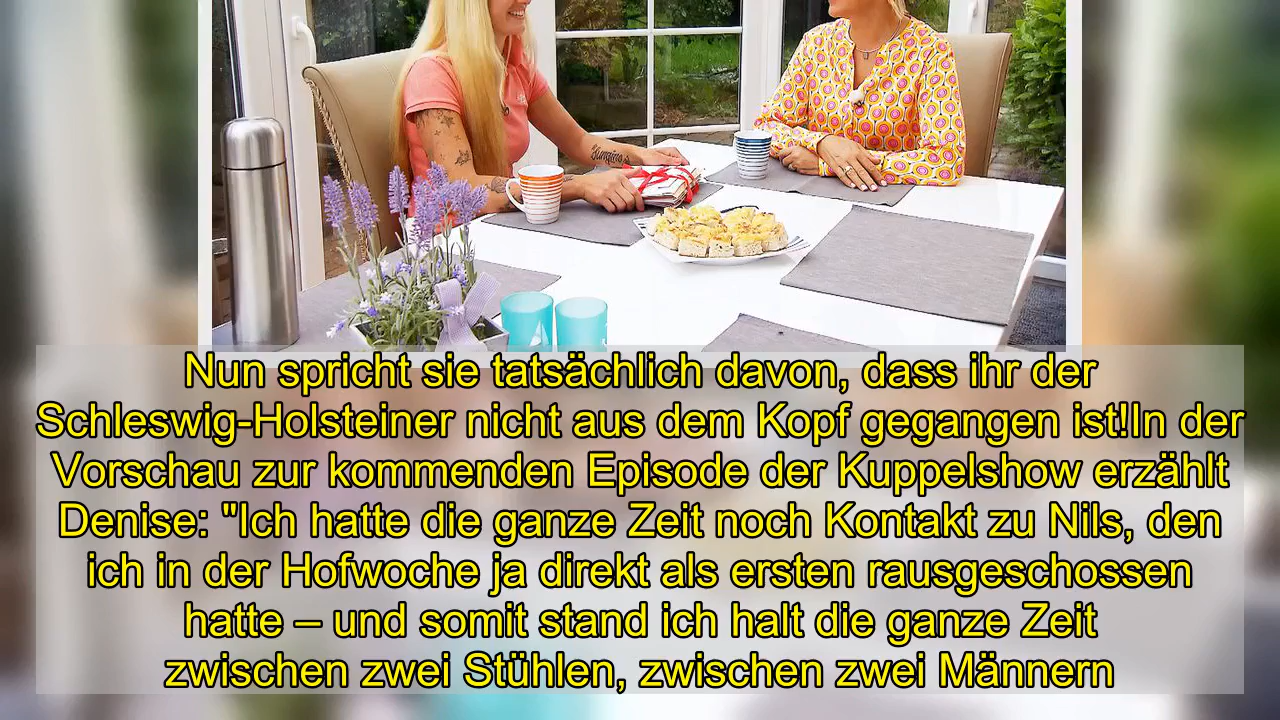 Nun spricht sie tatsächlich davon, dass ihr der
Schleswig-Holsteiner nicht aus dem Kopf gegangen ist!In der
Vorschau zur kommenden Episode der Kuppelshow erzählt
Denise: "Ich hatte die ganze Zeit noch Kontakt zu Nils, den
ich in der Hofwoche ja direkt als ersten rausgeschossen
hatte – und somit stand ich halt die ganze Zeit
zwischen zwei Stühlen, zwischen zwei Männern